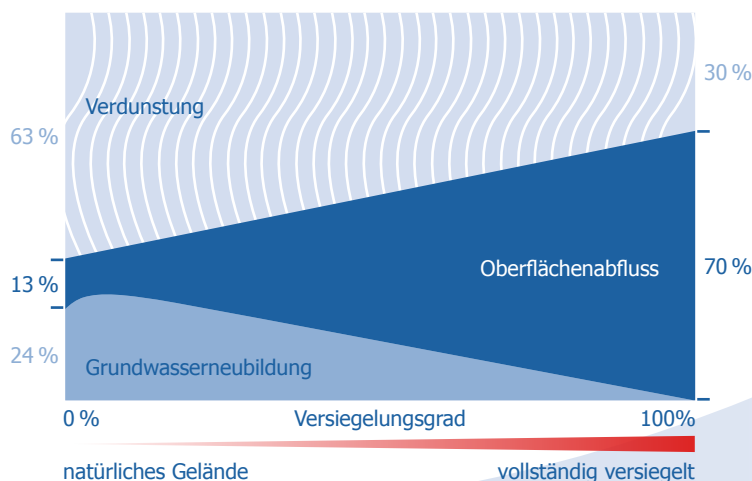 30 %
Verdunstung
63 %
Oberflächenabfluss
70 %
13 %
24 %
Grundwasserneubildung
0 %
Versiegelungsgrad
100%
natürliches Gelände
vollständig versiegelt